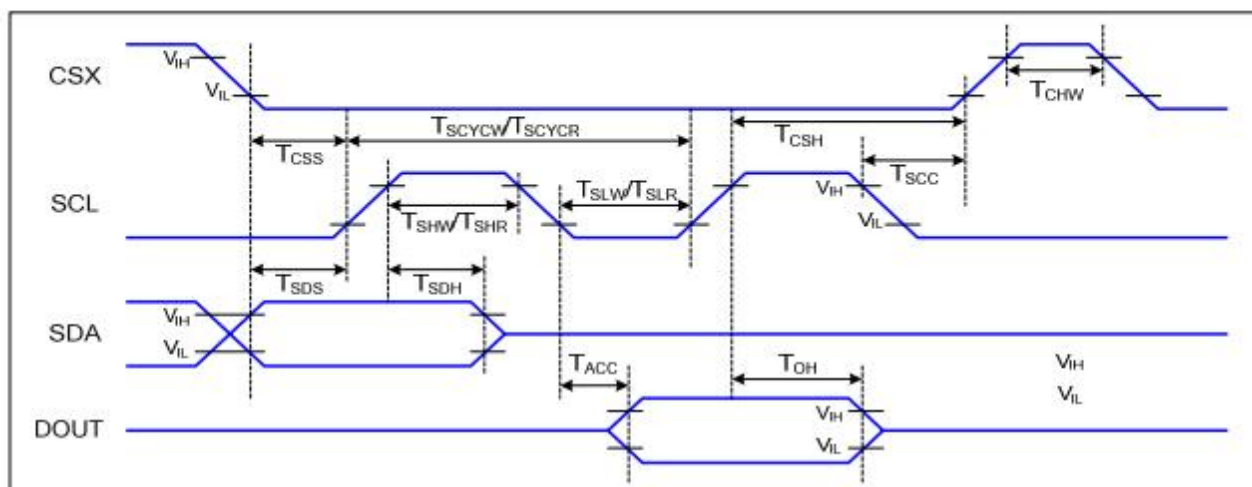 CSX
VIH
VIL
TCHW
TSCYCW/TSCYCR
TCSS
TCSH
TSCC
SCL
TSHW/TSHR
TSLW/TSLR
VIH
VIL
TSDS
TSDH
SDA
VIH
VIL
TACC
TOH
VIH
VIL
DOUT
VIH
VIL